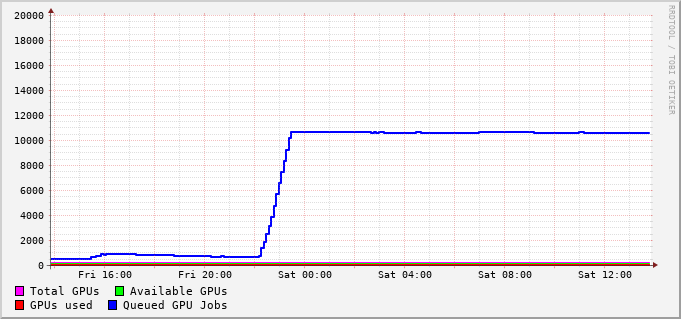 20000
18000
16000
14000
12000
10000
8000
6000
4000
2000
0
Fri 16:00 Fri 20:00 Sat 00:00 Sat 04:00 Sat 08:00 Sat 12:00
Total GPUs Available GPUs
GPUs used Queued GPU Jobs
RRDTOOL / TOBI OETIKER